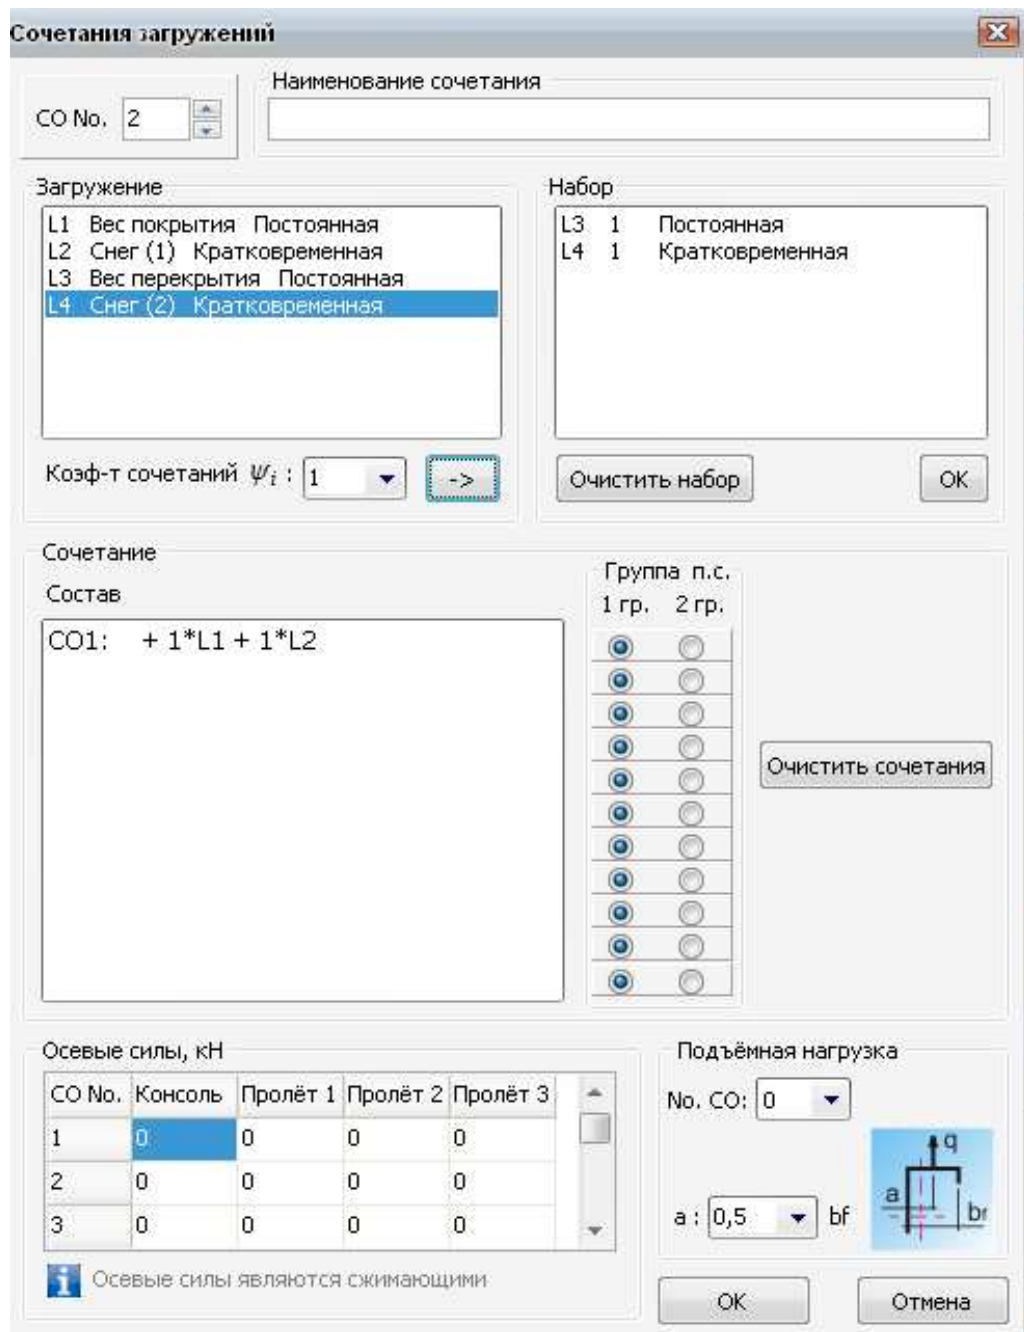 Сочетания загружений
Наименование сочетания
CO No. 2
Загружение
L1 Вес покрытия Постоянная
L2 Снег (1) Кратковременная
L3 Вес перекрытия Постоянная
L4 Снег (2) Кратковременная
Коэф-т сочетаний Ψi : 1 ->
Набор
L3 1 Постоянная
L4 1 Кратковременная
Очистить набор OK
Сочетание
Состав
CO1: + 1*L1 + 1*L2
Группа п.с.
1 гр. 2 гр.
Очистить сочетания
Осевые силы, кН
CO No. Консоль Пролёт 1 Пролёт 2 Пролёт 3
1 0 0 0 0
2 0 0 0 0
3 0 0 0 0
Осевые силы являются сжимающими
Подъёмная нагрузка
No. CO: 0
q
a
a : 0,5 bf
OK Отмена